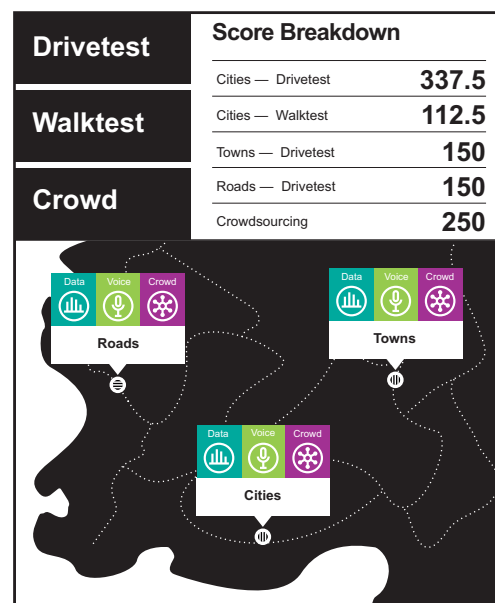 Drivetest
Walktest
Crowd
Score Breakdown
Cities — Drivetest 337.5
Cities — Walktest 112.5
Towns — Drivetest 150
Roads — Drivetest 150
Crowdsourcing 250
Data Voice Crowd
Roads
Data Voice Crowd
Towns
Data Voice Crowd
Cities